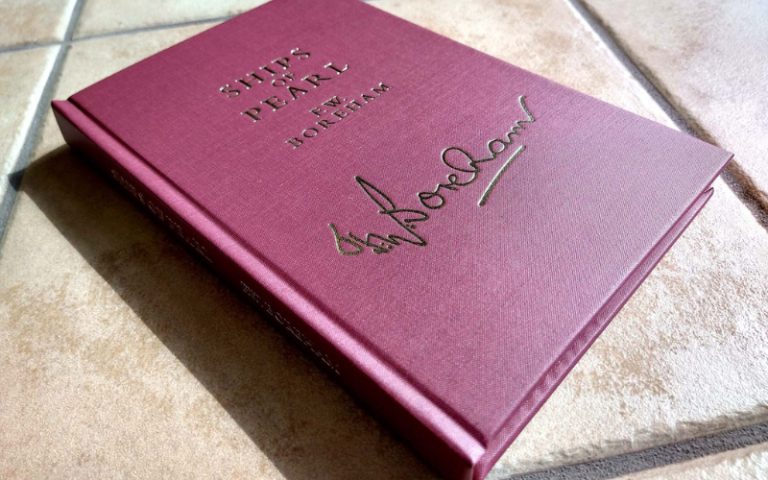 SHIPS
OF
PEARL
F.W.
BOREHAM
F.W. Boreham